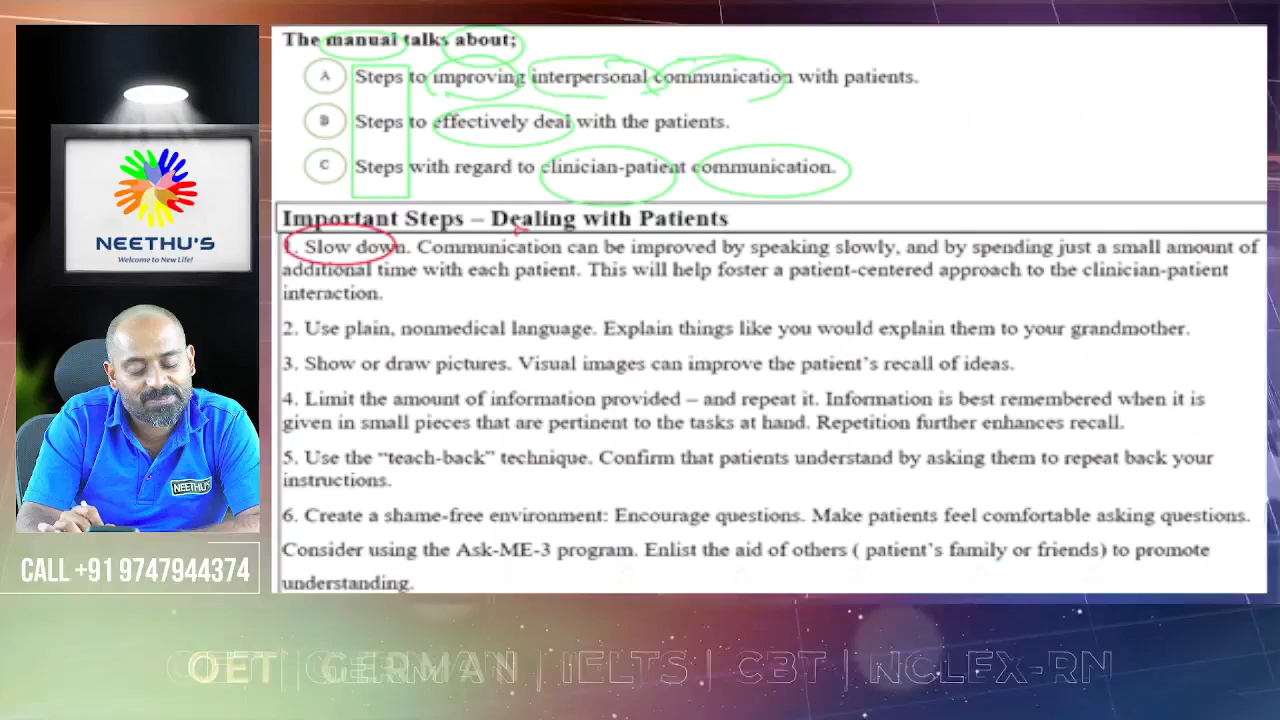 The manual talks about;
A Steps to improving interpersonal communication with patients.
B Steps to effectively deal with the patients.
C Steps with regard to clinician-patient communication.
Important Steps – Dealing with Patients
1. Slow down. Communication can be improved by speaking slowly, and by spending just a small amount of
additional time with each patient. This will help foster a patient-centered approach to the clinician-patient
interaction.
2. Use plain, nonmedical language. Explain things like you would explain them to your grandmother.
3. Show or draw pictures. Visual images can improve the patient's recall of ideas.
4. Limit the amount of information provided – and repeat it. Information is best remembered when it is
given in small pieces that are pertinent to the tasks at hand. Repetition further enhances recall.
5. Use the “teach-back” technique. Confirm that patients understand by asking them to repeat back your
instructions.
6. Create a shame-free environment: Encourage questions. Make patients feel comfortable asking questions.
Consider using the Ask-ME-3 program. Enlist the aid of others ( patient's family or friends) to promote
understanding.
NEETHU'S
Welcome to New Life!
NEETHU'S
CALL +91 9747944374
OET | GERMAN | IELTS | CBT | NCLEX-RN